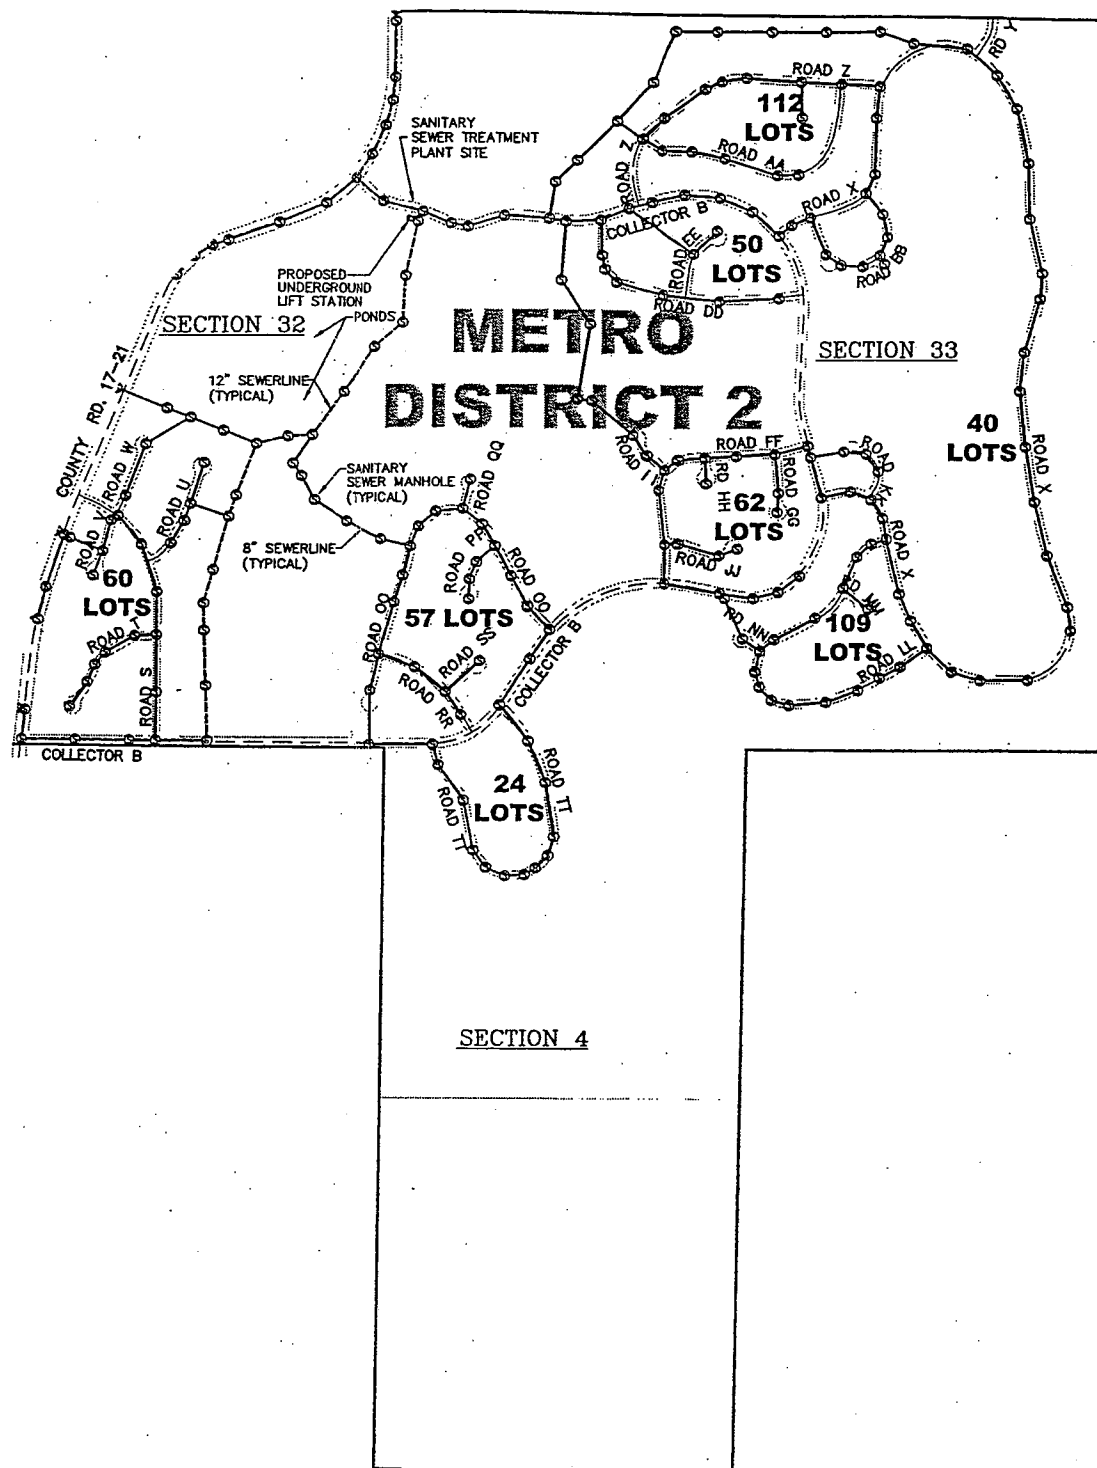 RD Y
ROAD Z
112
LOTS
SANITARY
SEWER TREATMENT
PLANT SITE
ROAD Z
ROAD AA
ROAD X
COLLECTOR B
50
LOTS
ROAD EE
ROAD BB
ROAD DD
PROPOSED
UNDERGROUND
LIFT STATION
PONDS
SECTION 32
METRO
DISTRICT 2
SECTION 33
COUNTY RD. 17-21
12" SEWERLINE
(TYPICAL)
40
LOTS
ROAD X
ROAD W
ROAD U
ROAD V
SANITARY
SEWER MANHOLE
(TYPICAL)
8" SEWERLINE
(TYPICAL)
ROAD QQ
ROAD II
ROAD FF
RD HH
ROAD GG
62
LOTS
ROAD JJ
ROAD KK
ROAD X
60
LOTS
ROAD T
ROAD S
ROAD PP
ROAD OO
ROAD OO
57 LOTS
ROAD SS
ROAD RR
COLLECTOR B
RD NN
RD MM
109
LOTS
ROAD LL
COLLECTOR B
24
LOTS
ROAD TT
ROAD TT
SECTION 4